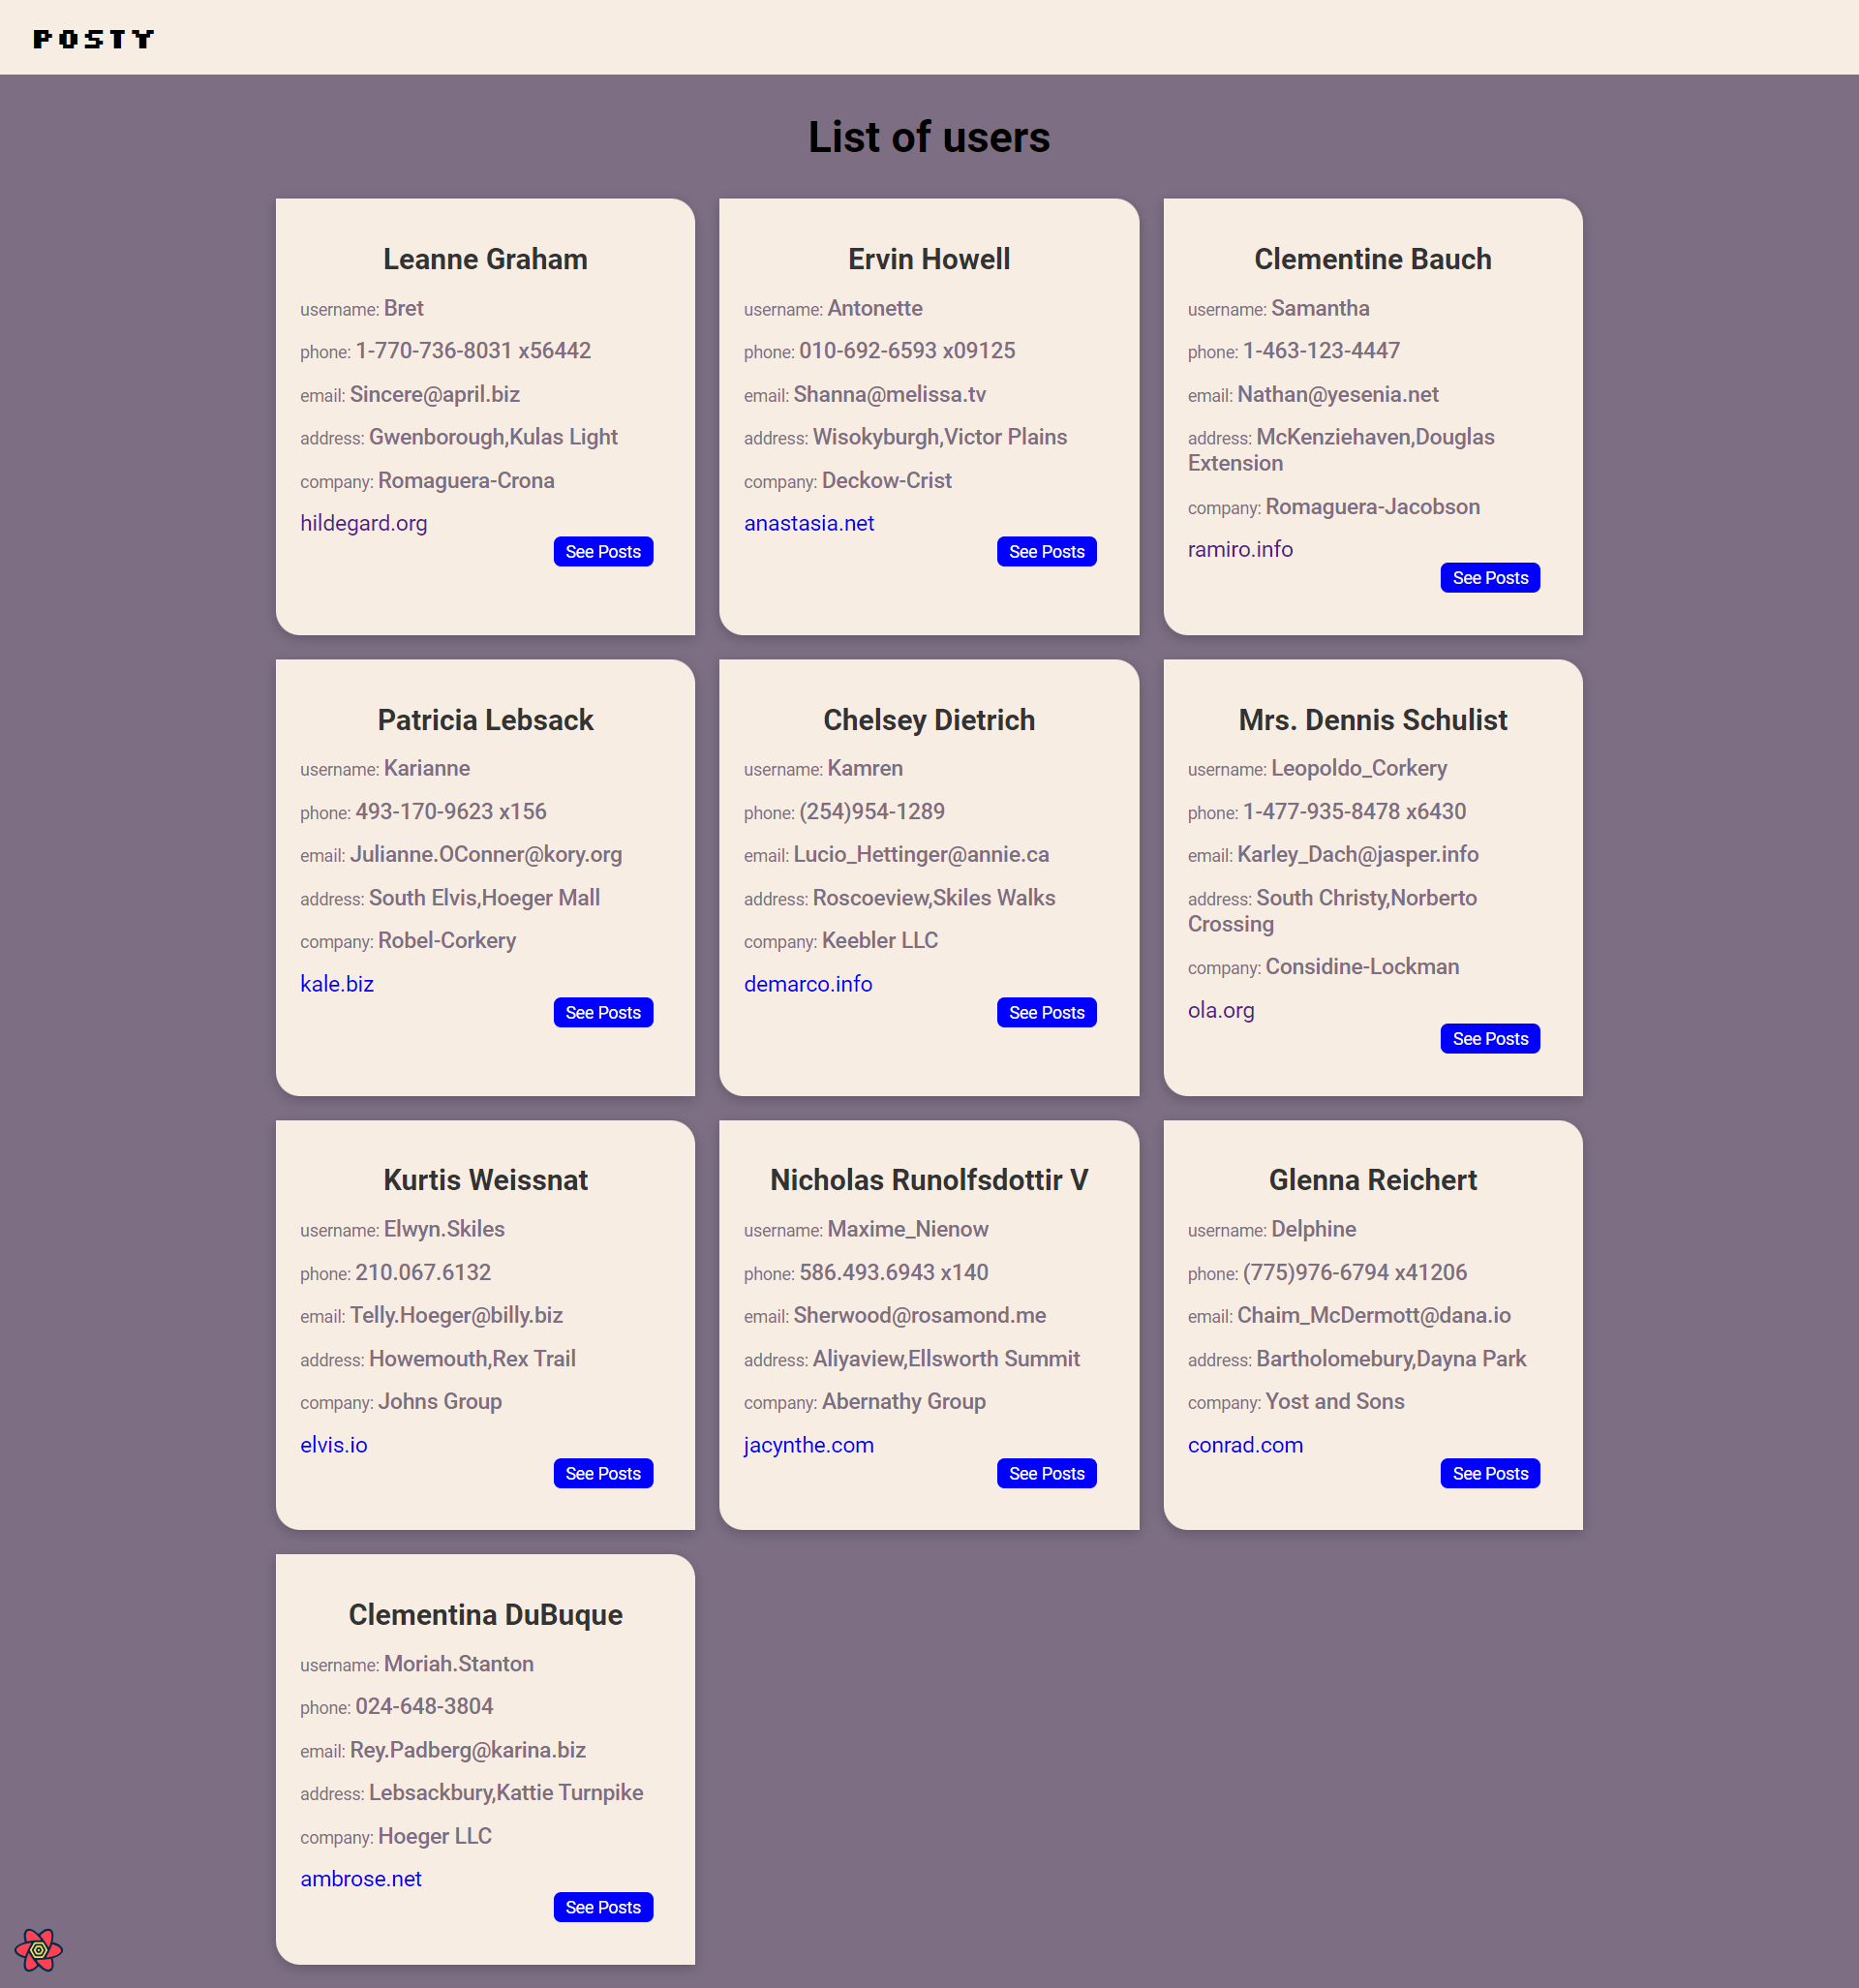 POSTY
List of users
Leanne Graham
username: Bret
phone: 1-770-736-8031 x56442
email: Sincere@april.biz
address: Gwenborough,Kulas Light
company: Romaguera-Crona
hildegard.org
See Posts
Ervin Howell
username: Antonette
phone: 010-692-6593 x09125
email: Shanna@melissa.tv
address: Wisokyburgh,Victor Plains
company: Deckow-Crist
anastasia.net
See Posts
Clementine Bauch
username: Samantha
phone: 1-463-123-4447
email: Nathan@yesenia.net
address: McKenziehaven,Douglas
Extension
company: Romaguera-Jacobson
ramiro.info
See Posts
Patricia Lebsack
username: Karianne
phone: 493-170-9623 x156
email: Julianne.OConner@kory.org
address: South Elvis,Hoeger Mall
company: Robel-Corkery
kale.biz
See Posts
Chelsey Dietrich
username: Kamren
phone: (254)954-1289
email: Lucio_Hettinger@annie.ca
address: Roscoeview,Skiles Walks
company: Keebler LLC
demarco.info
See Posts
Mrs. Dennis Schulist
username: Leopoldo_Corkery
phone: 1-477-935-8478 x6430
email: Karley_Dach@jasper.info
address: South Christy,Norberto
Crossing
company: Considine-Lockman
ola.org
See Posts
Kurtis Weissnat
username: Elwyn.Skiles
phone: 210.067.6132
email: Telly.Hoeger@billy.biz
address: Howemouth,Rex Trail
company: Johns Group
elvis.io
See Posts
Nicholas Runolfsdottir V
username: Maxime_Nienow
phone: 586.493.6943 x140
email: Sherwood@rosamond.me
address: Aliyaview,Ellsworth Summit
company: Abernathy Group
jacynthe.com
See Posts
Glenna Reichert
username: Delphine
phone: (775)976-6794 x41206
email: Chaim_McDermott@dana.io
address: Bartholomebury,Dayna Park
company: Yost and Sons
conrad.com
See Posts
Clementina DuBuque
username: Moriah.Stanton
phone: 024-648-3804
email: Rey.Padberg@karina.biz
address: Lebsackbury,Kattie Turnpike
company: Hoeger LLC
ambrose.net
See Posts